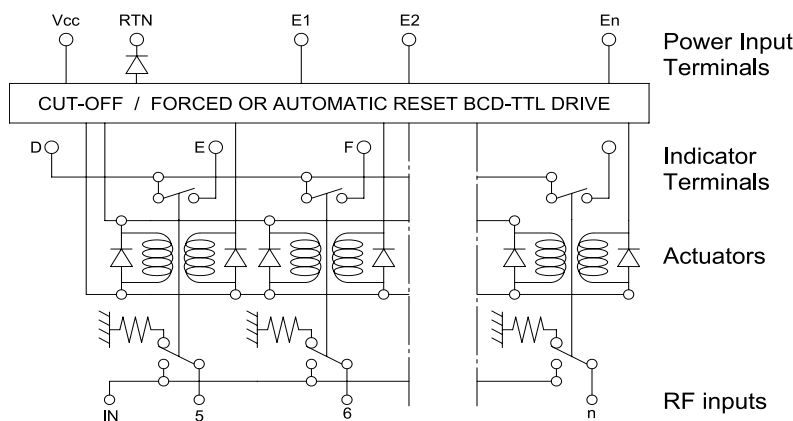 Vcc RTN E1 E2 En
Power Input
Terminals
CUT-OFF / FORCED OR AUTOMATIC RESET BCD-TTL DRIVE
D E F
Indicator
Terminals
Actuators
IN 5 6 n
RF inputs